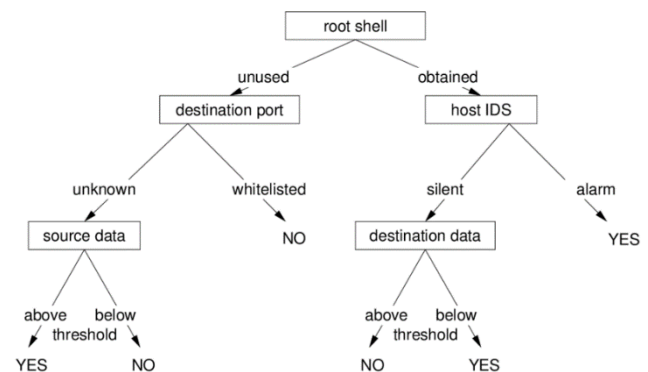 root shell
unused obtained
destination port host IDS
unknown whitelisted silent alarm
source data NO destination data YES
above below above below
threshold threshold
YES NO NO YES